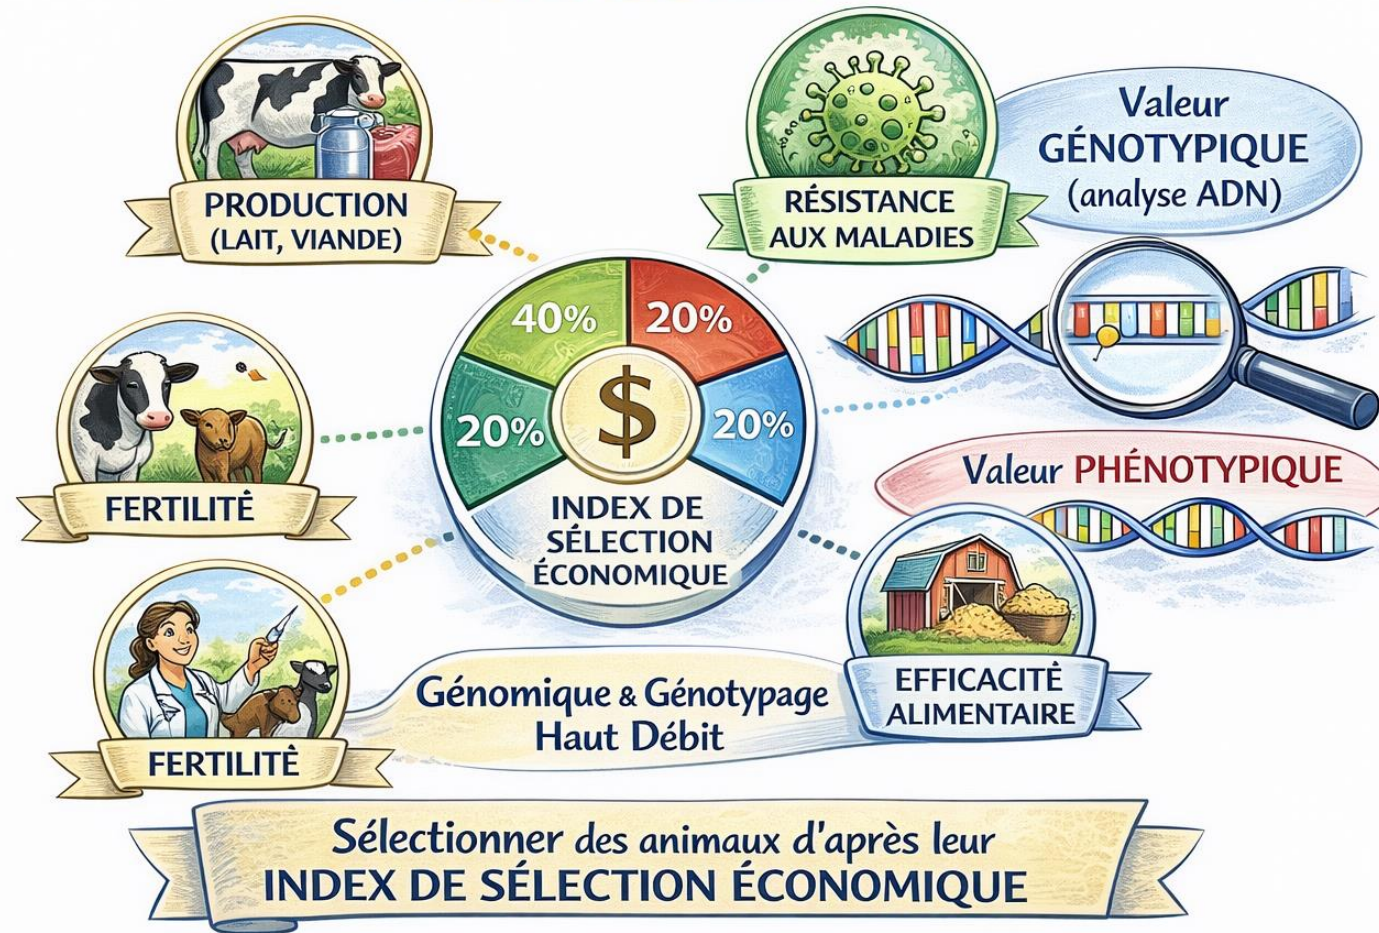 PRODUCTION
(LAIT, VIANDE)
RÉSISTANCE
AUX MALADIES
Valeur
GÉNOTYPIQUE
(analyse ADN)
40%
20%
20%
20%
$
INDEX DE
SÉLECTION
ÉCONOMIQUE
FERTILITÉ
Valeur PHÉNOTYPIQUE
EFFICACITÉ
ALIMENTAIRE
FERTILITÉ
Génomique & Génotypage
Haut Débit
Sélectionner des animaux d'après leur
INDEX DE SÉLECTION ÉCONOMIQUE